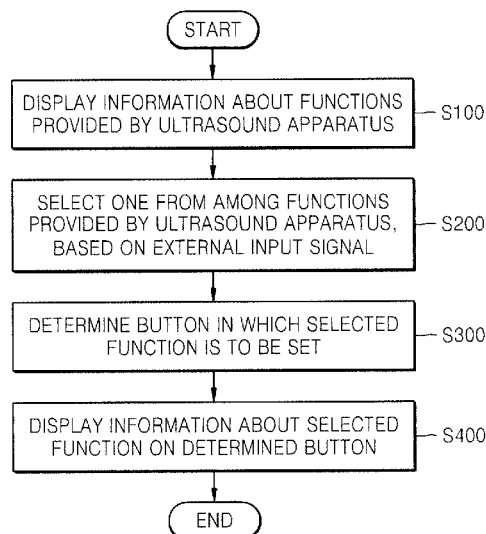 START
DISPLAY INFORMATION ABOUT FUNCTIONS
PROVIDED BY ULTRASOUND APPARATUS
S100
SELECT ONE FROM AMONG FUNCTIONS
PROVIDED BY ULTRASOUND APPARATUS,
BASED ON EXTERNAL INPUT SIGNAL
S200
DETERMINE BUTTON IN WHICH SELECTED
FUNCTION IS TO BE SET
S300
DISPLAY INFORMATION ABOUT SELECTED
FUNCTION ON DETERMINED BUTTON
S400
END